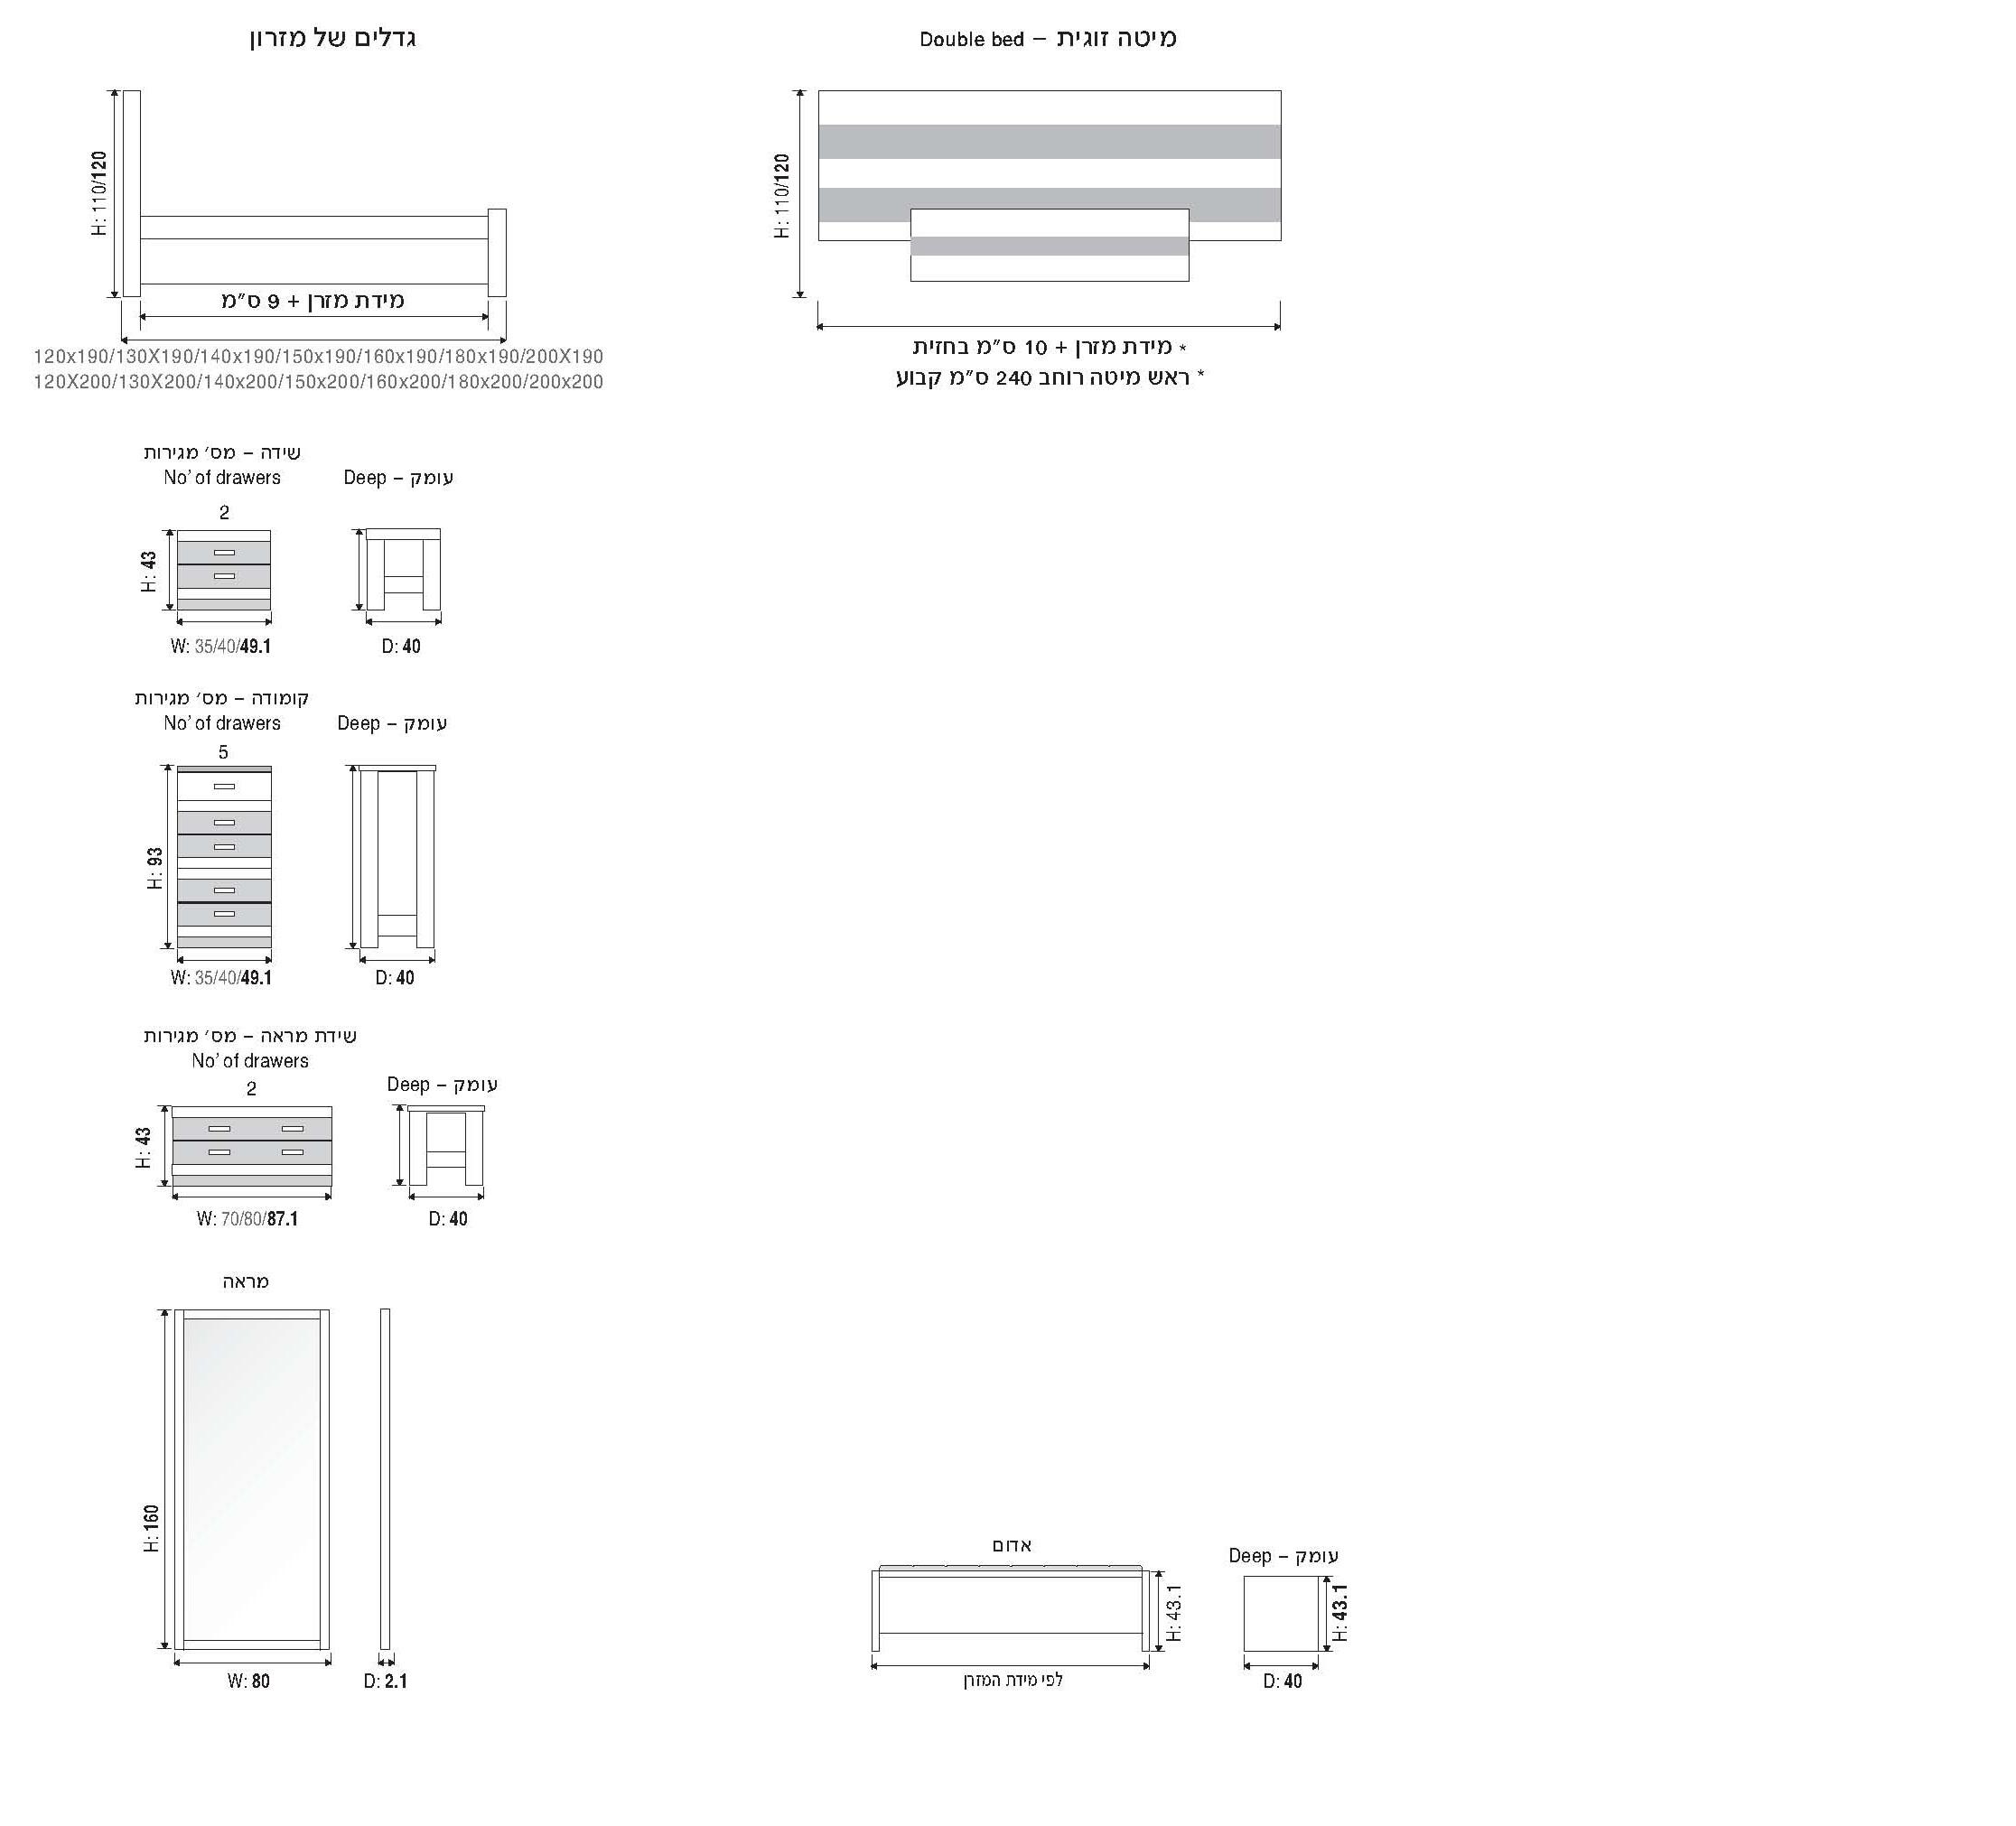 גדלים של מזרון
H: 110/120
מידת מזרן + 9 ס"מ
120x190/130X190/140x190/150x190/160x190/180x190/200X190
120X200/130X200/140x200/150x200/160x200/180x200/200x200
Double bed – מיטה זוגית
H: 110/120
* מידת מזרן + 10 ס"מ בחזית
* ראש מיטה רוחב 240 ס"מ קבוע
שידה – מס' מגירות
No' of drawers
2
Deep – עומק
H: 43
W: 35/40/49.1
D: 40
קומודה – מס' מגירות
No' of drawers
5
Deep – עומק
H: 93
W: 35/40/49.1
D: 40
שידת מראה – מס' מגירות
No' of drawers
2
Deep – עומק
H: 43
W: 70/80/87.1
D: 40
מראה
H: 160
W: 80
D: 2.1
אדום
H: 43.1
לפי מידת המזרן
Deep – עומק
H: 43.1
D: 40